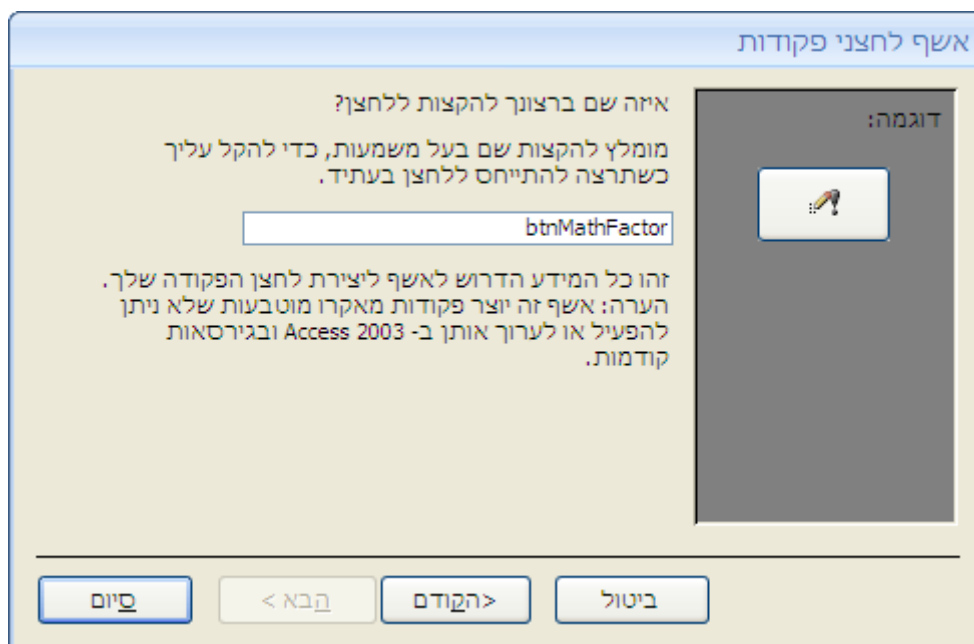 אשף לחצני פקודות
דוגמה:
איזה שם ברצונך להקצות ללחצן?
מומלץ להקצות שם בעל משמעות, כדי להקל עליך
כשתרצה להתייחס ללחצן בעתיד.
btnMathFactor
זהו כל המידע הדרוש לאשף ליצירת לחצן הפקודה שלך.
הערה: אשף זה יוצר פקודות מאקרו מוטבעות שלא ניתן
להפעיל או לערוך אותן ב- Access 2003 ובגירסאות
קודמות.
ביטול
<הקודם
הבא >
סיום